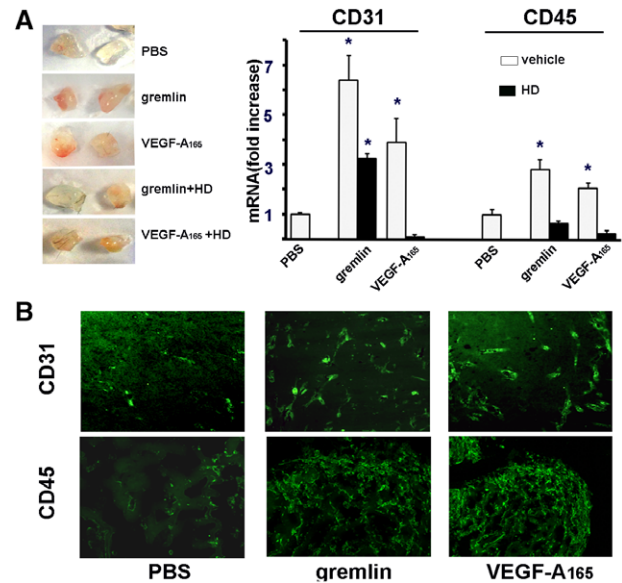 A
PBS
gremlin
VEGF-A165
gremlin+HD
VEGF-A165 +HD
CD31
CD45
mRNA(fold increase)
7
5
3
1
* * * * *
vehicle
HD
PBS
gremlin
VEGF-A165
PBS
gremlin
VEGF-A165
B
CD31
CD45
PBS
gremlin
VEGF-A165